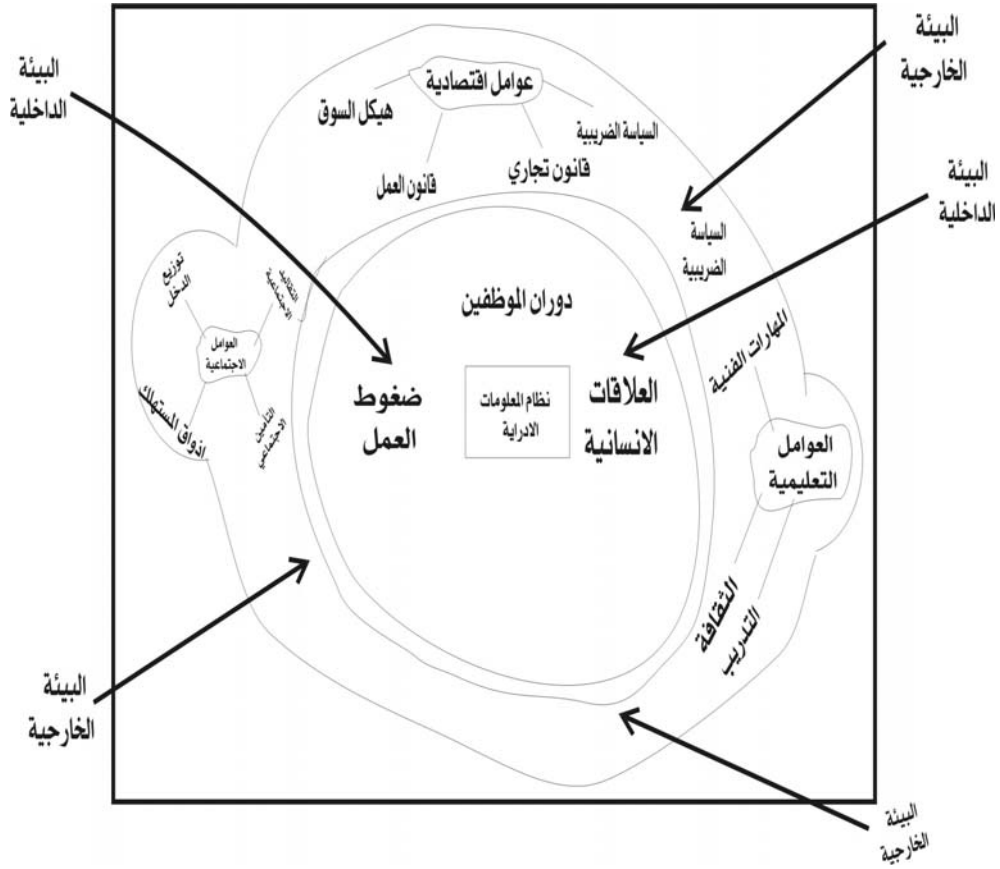 البيئة
الخارجية
البيئة
الداخلية
عوامل اقتصادية
هيكل السوق
السياسة الضريبية
قانون تجاري
قانون العمل
البيئة
الداخلية
السياسة
الضريبية
توزيع
الدخل
التقاليد
الاجتماعية
دوران الموظفين
المهارات الفنية
العوامل
الاجتماعية
العلاقات
الانسانية
نظام المعلومات
الادراية
ضغوط
العمل
اذواق المستهلك
التأمين
الاجتماعي
العوامل
التعليمية
الثقافة
التدريب
البيئة
الخارجية
البيئة
الخارجية